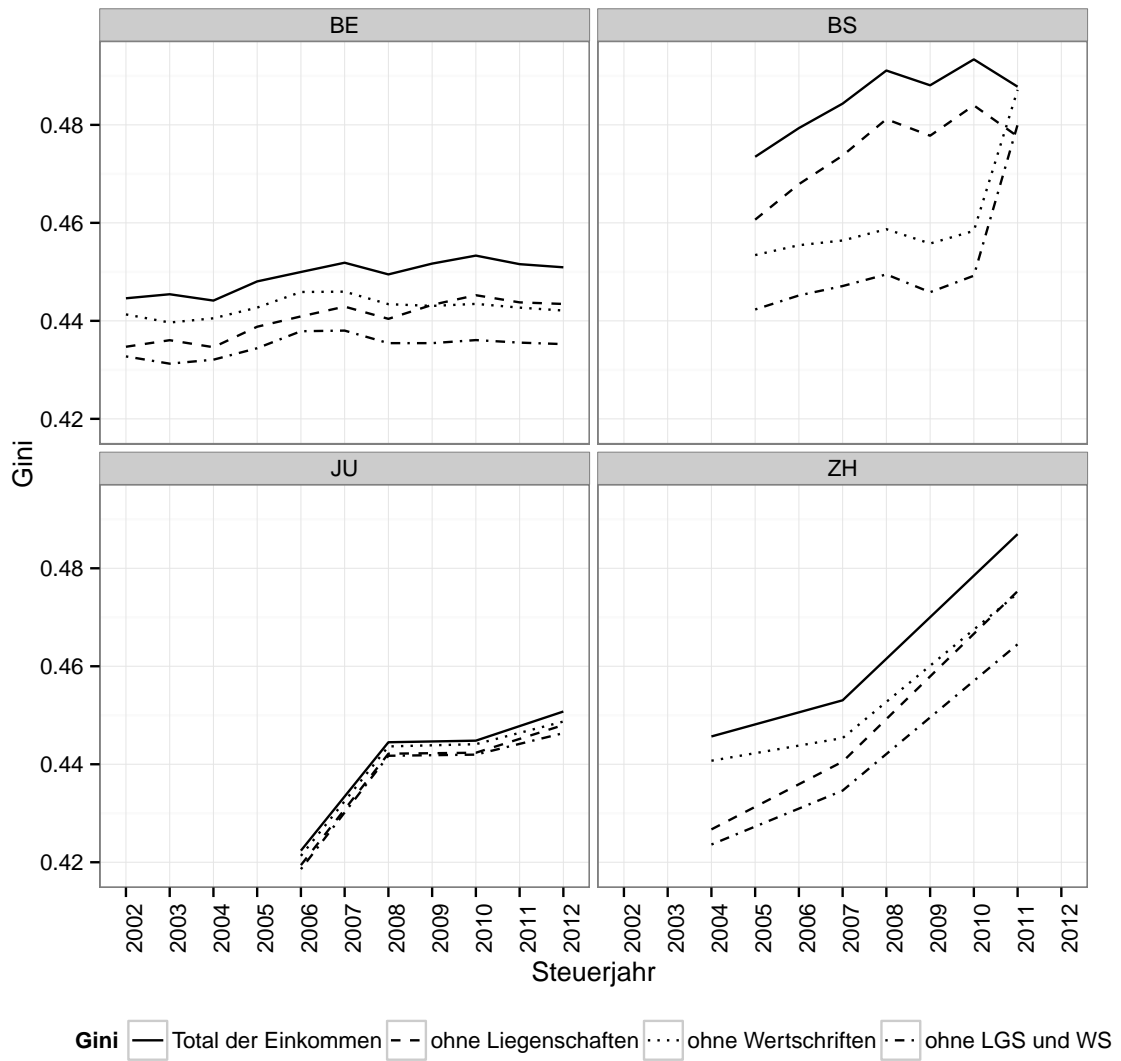 BE BS
0.48
0.46
0.44
0.42
Gini
JU ZH
0.48
0.46
0.44
0.42
2002 2003 2004 2005 2006 2007 2008 2009 2010 2011 2012 2002 2003 2004 2005 2006 2007 2008 2009 2010 2011 2012
Steuerjahr
Gini Total der Einkommen ohne Liegenschaften ohne Wertschriften ohne LGS und WS